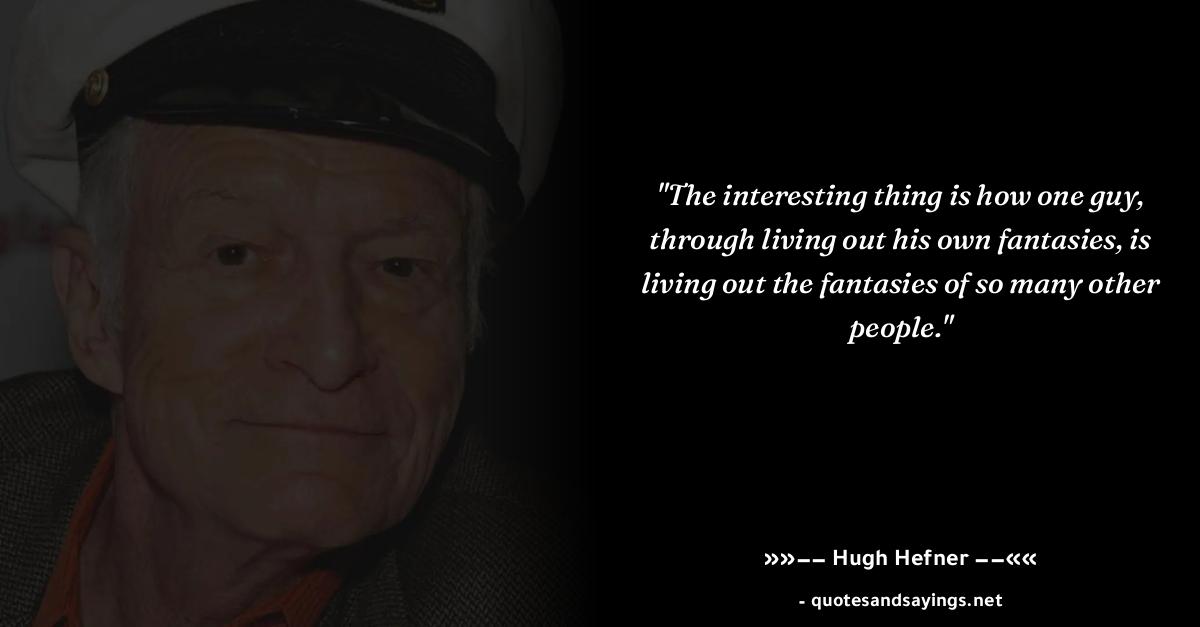 "The interesting thing is how one guy,
through living out his own fantasies, is
living out the fantasies of so many other
people."
»»−− Hugh Hefner −−««
- quotesandsayings.net